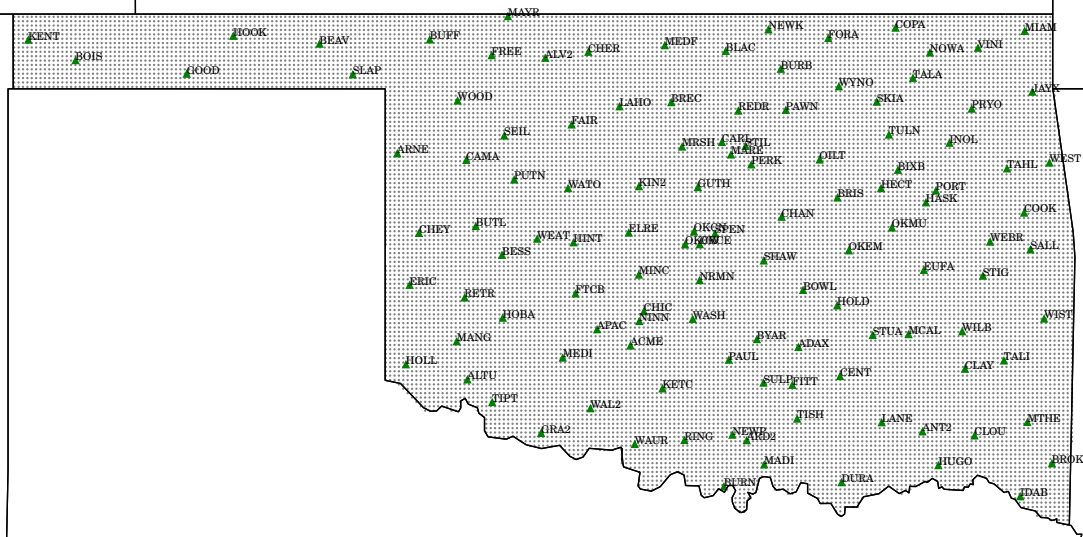 MAYR
KENT
HOOK
BEAV
BUFF
NEWK
COPA
MIAM
BOIS
FREE
ALV2
CHER
MEDF
BLAC
FORA
NOWA
VINI
GOOD
SLAP
BURB
WYNO
TALA
JAYX
WOOD
LAHO
BREC
REDR
PAWN
SKIA
PRYO
SEIL
FAIR
MRSH
CARL
STIL
MARE
TULN
INOL
ARNE
CAMA
PERK
OILT
BIXB
TAHL
WEST
PUTN
WATO
KIN2
GUTH
BRIS
HECT
PORT
HASK
CHEY
BUTL
WEAT
HINT
ELRE
OKCN
SPEN
CHAN
OKMU
COOK
BESS
OKCE
SHAW
OKEM
WEBR
SALL
ERIC
RETR
FTCB
MINC
NRMN
BOWL
EUFA
STIG
HOBA
APAC
CHIC
NINN
WASH
HOLD
WIST
MANG
MEDI
ACME
BYAR
ADAX
STUA
MCAL
WILB
HOLL
ALTU
PAUL
SULP
FITT
CENT
CLAY
TALI
TIPT
WAL2
KETC
TISH
LANE
ANT2
CLOU
MTHE
GRA2
WAUR
RING
NEWP
ARD2
MADI
BURN
DURA
HUGO
BROK
IDAB